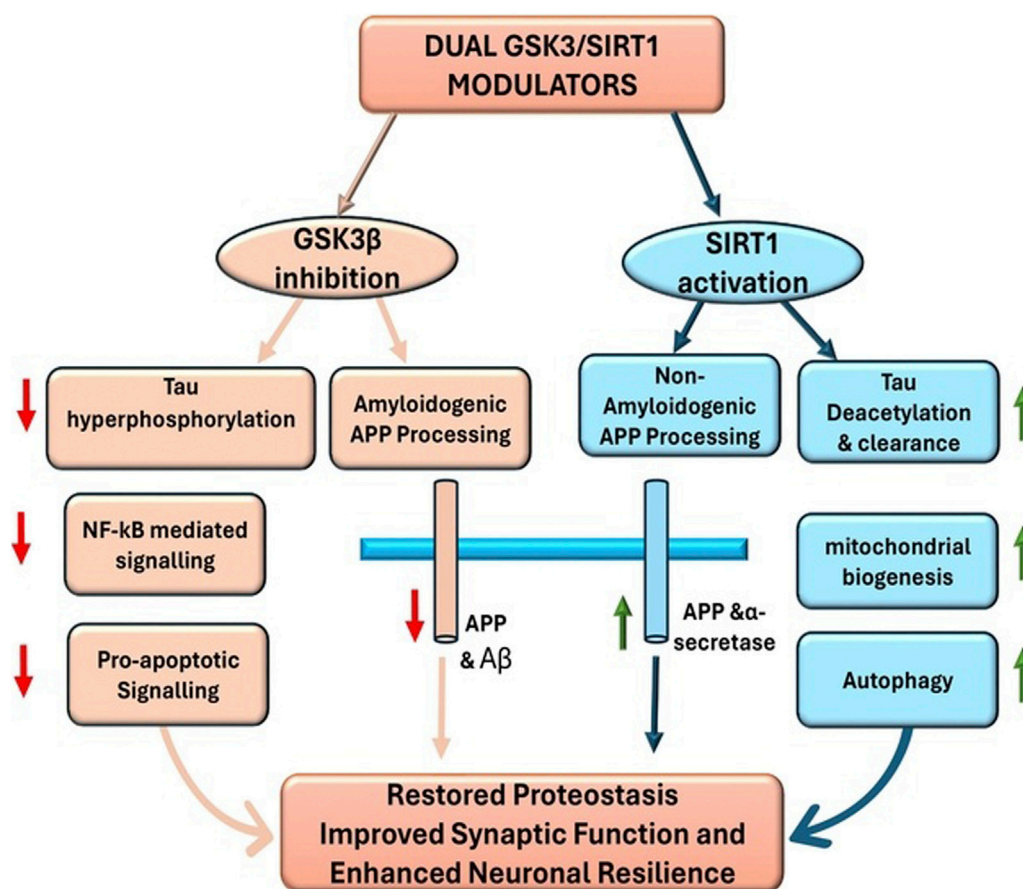 DUAL GSK3/SIRT1
MODULATORS
GSK3β
inhibition
SIRT1
activation
Tau
hyperphosphorylation
Amyloidogenic
APP Processing
Non-
Amyloidogenic
APP Processing
Tau
Deacetylation
& clearance
NF-kB mediated
signalling
mitochondrial
biogenesis
APP
& Aβ
APP &α-
secretase
Pro-apoptotic
Signalling
Autophagy
Restored Proteostasis
Improved Synaptic Function and
Enhanced Neuronal Resilience